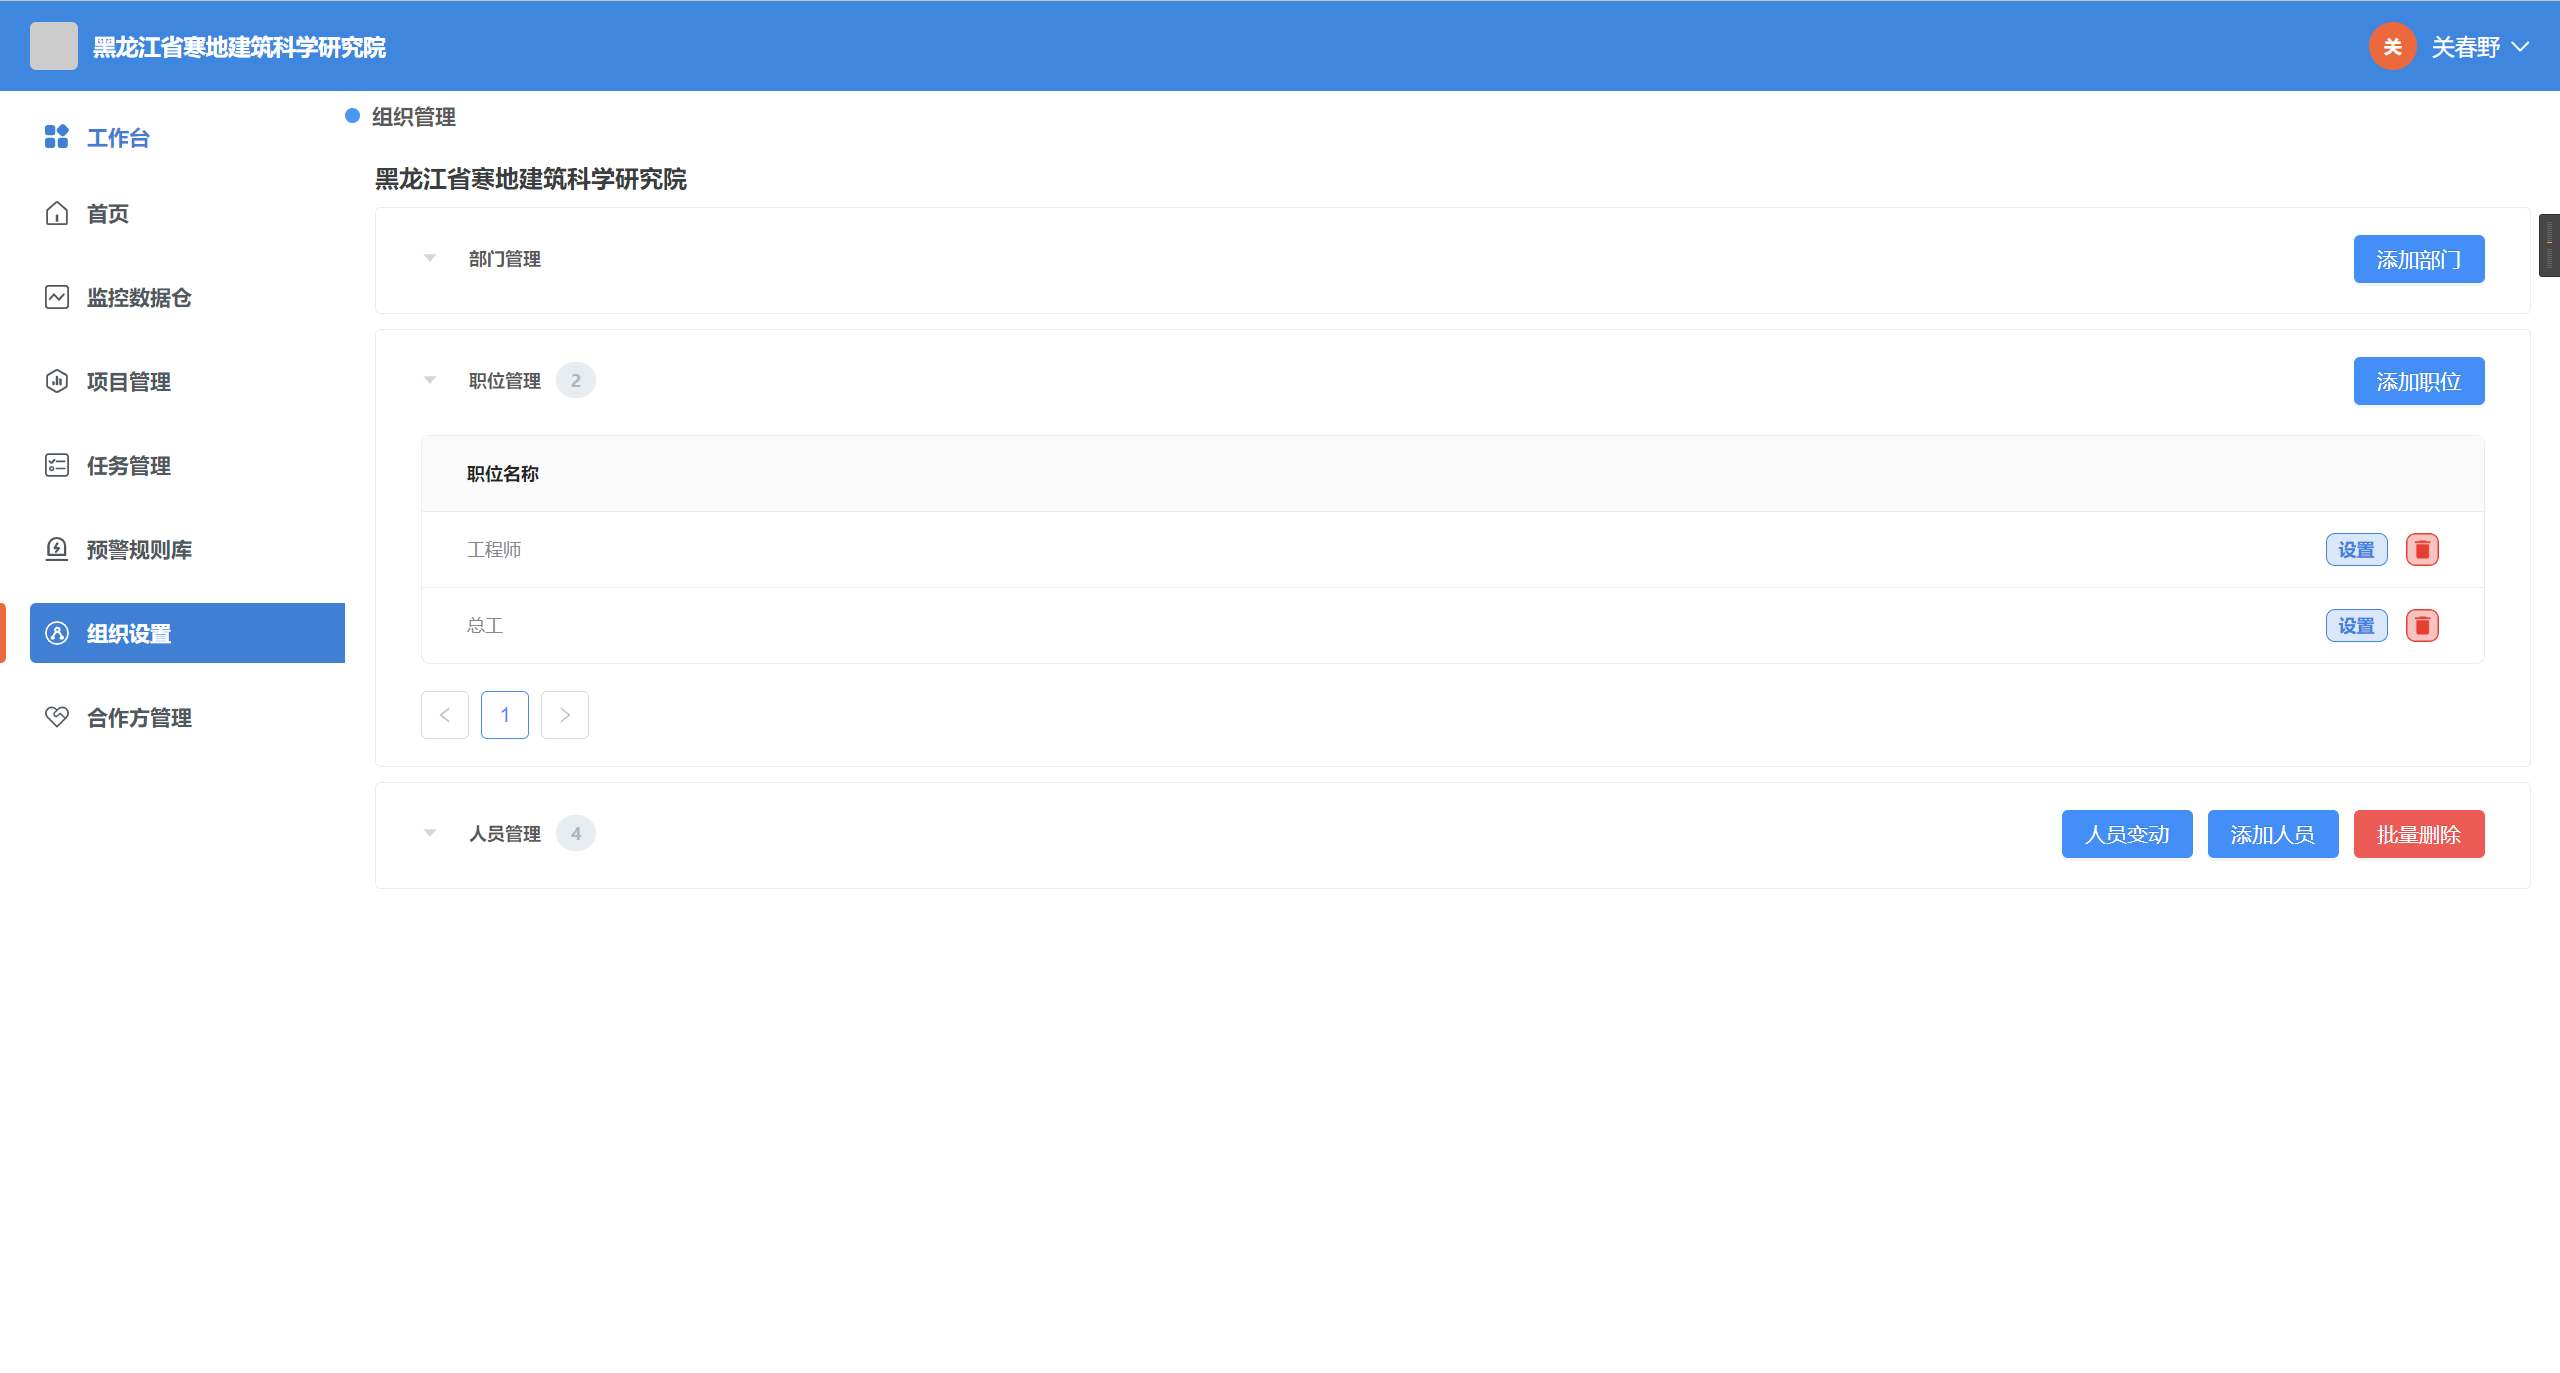 黑龙江省寒地建筑科学研究院
关 关春野
工作台
首页
监控数据仓
项目管理
任务管理
预警规则库
组织设置
合作方管理
组织管理
黑龙江省寒地建筑科学研究院
部门管理 添加部门
职位管理 2 添加职位
职位名称
工程师 设置
总工 设置
< 1 >
人员管理 4 人员变动 添加人员 批量删除